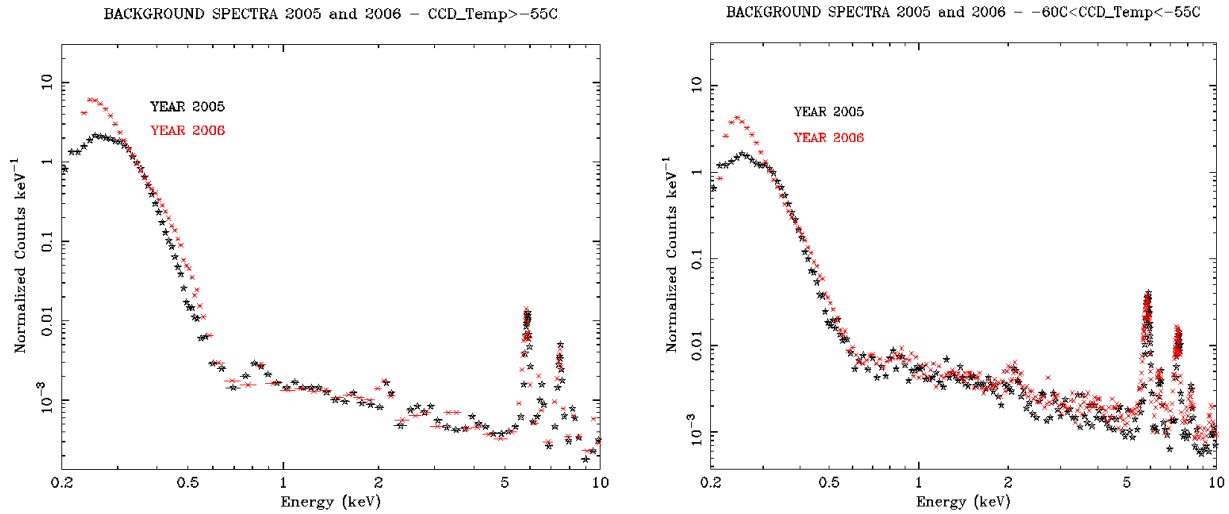 BACKGROUND SPECTRA 2005 and 2006 - CCD_Temp>-55C
YEAR 2005
YEAR 2006
Normalized Counts keV⁻¹
10
1
0.1
0.01
10⁻³
0.2
0.5
1
2
5
10
Energy (keV)
BACKGROUND SPECTRA 2005 and 2006 - -60C<CCD_Temp<-55C
YEAR 2005
YEAR 2006
Normalized Counts keV⁻¹
10
1
0.1
0.01
10⁻³
0.2
0.5
1
2
5
10
Energy (keV)